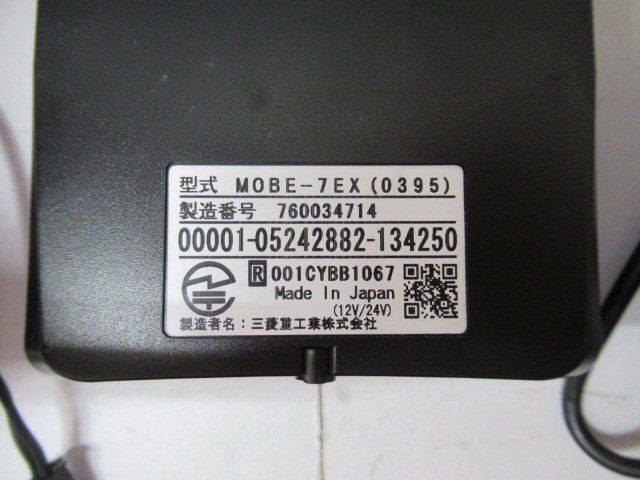 型式 MOBE-7EX(0395)
製造番号 760034714
00001-05242882-134250
R 001CYBB1067
Made In Japan
(12V/24V)
製造者名：三菱重工業株式会社